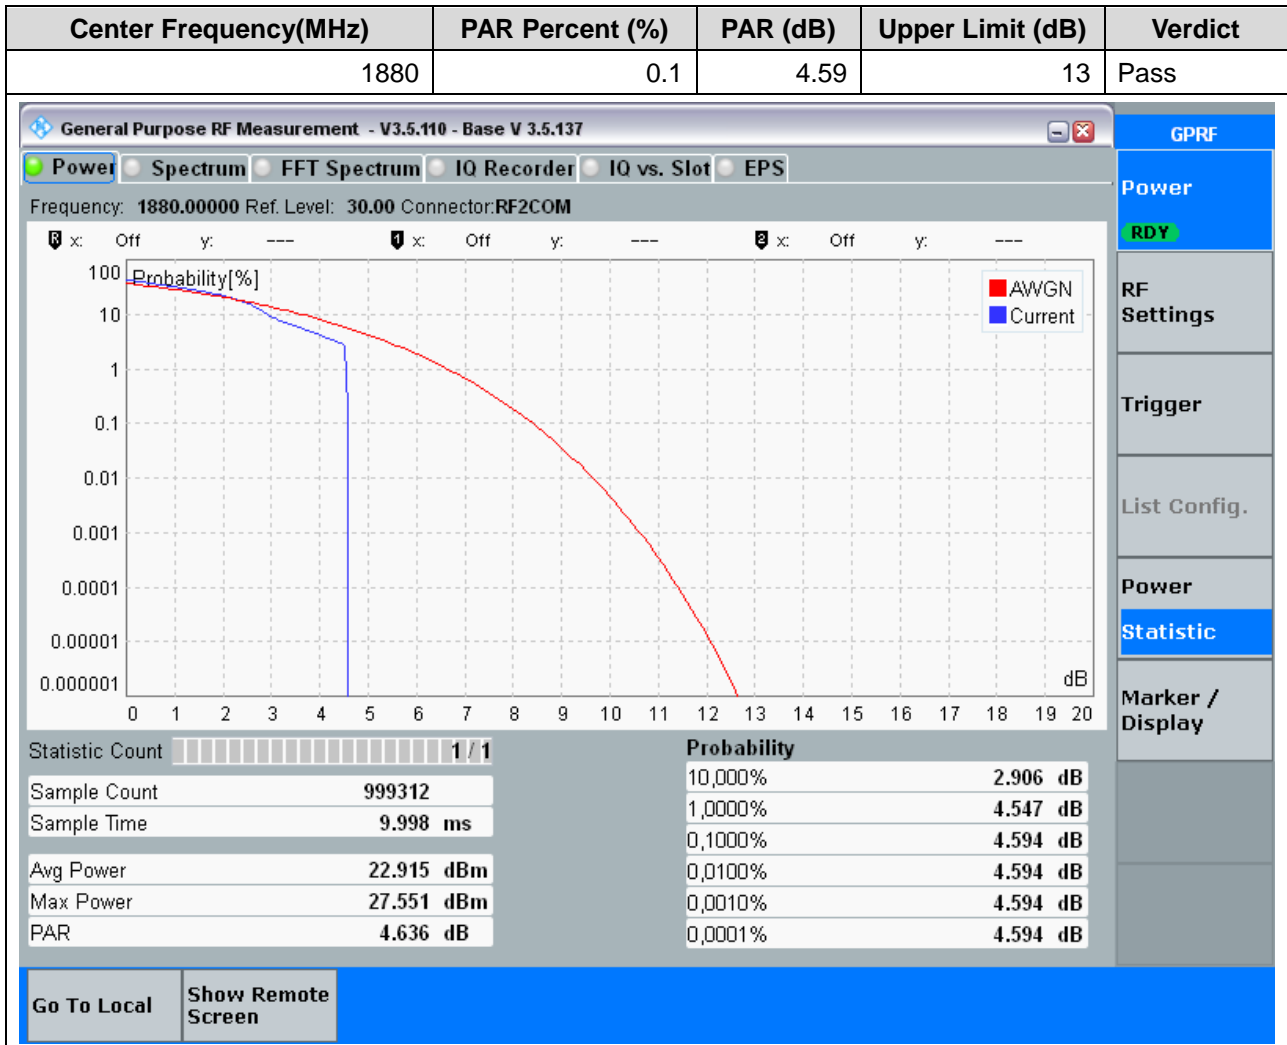 Center Frequency(MHz) PAR Percent (%) PAR (dB) Upper Limit (dB) Verdict
1880 0.1 4.59 13 Pass
General Purpose RF Measurement - V3.5.110 - Base V 3.5.137
GPRF
Power Spectrum FFT Spectrum IQ Recorder IQ vs. Slot EPS
Power
RDY
Frequency: 1880.00000 Ref. Level: 30.00 Connector:RF2COM
R x: Off y: --- 1 x: Off y: --- 2 x: Off y: ---
Probability[%]
AWGN
Current
100
10
1
0.1
0.01
0.001
0.0001
0.00001
0.000001
dB
0 1 2 3 4 5 6 7 8 9 10 11 12 13 14 15 16 17 18 19 20
RF
Settings
Trigger
List Config.
Power
Statistic
Marker /
Display
Statistic Count 1 / 1
Sample Count 999312
Sample Time 9.998 ms
Avg Power 22.915 dBm
Max Power 27.551 dBm
PAR 4.636 dB
Probability
10,000% 2.906 dB
1,0000% 4.547 dB
0,1000% 4.594 dB
0,0100% 4.594 dB
0,0010% 4.594 dB
0,0001% 4.594 dB
Go To Local
Show Remote
Screen